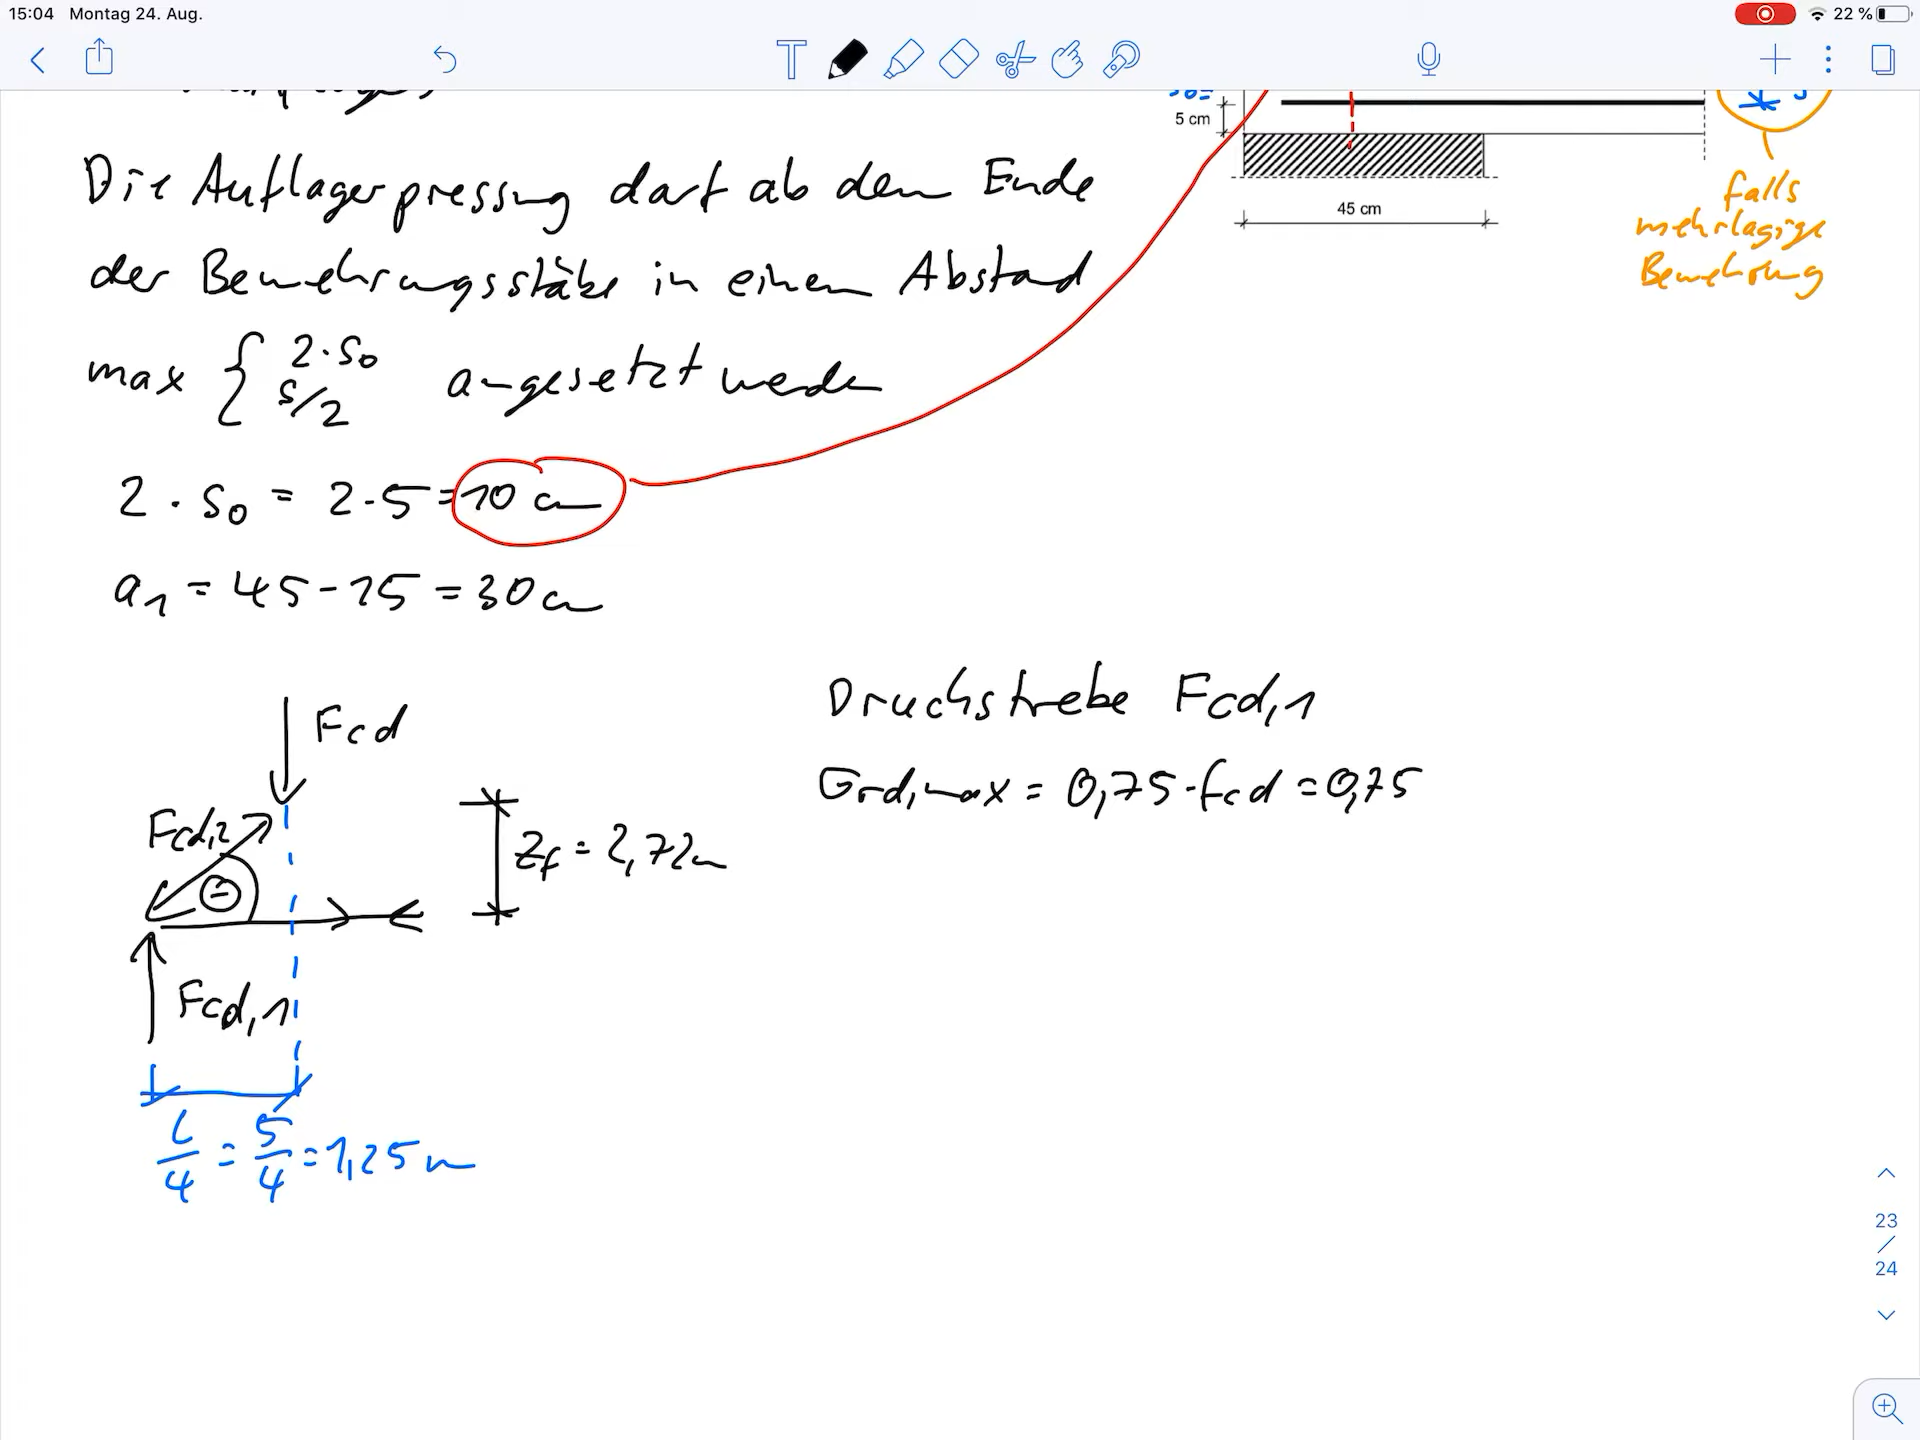 15:04 Montag 24. Aug.
22 %
5 cm
45 cm
falls
mehrlagige
Bewehrung
Die Auflagerpressung darf ab dem Ende
der Bewehrungsstäbe in einem Abstand
max { 2·s₀
s/2 angesetzt werden
2 · s₀ = 2·5 = 10 cm
a₁ = 45 - 15 = 30 cm
Fcd
Fcd,2
Θ
Fcd,1
zf = 2,72m
l/4 = 5/4 = 1,25 m
Druckstrebe Fcd,1
σrd,max = 0,75·fcd = 0,75
23
/
24